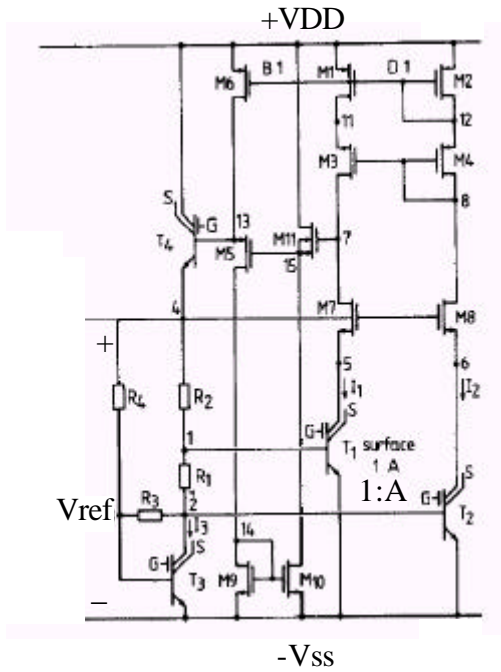 +VDD
M6
B 1
M1
D 1
M2
11
12
M3
M4
8
S
G
T4
13
M5
M11
15
7
4
M7
M8
+
5
6
R4
R2
I1
I2
S
G
1
T1 surface
1 A
1:A
S
G
T2
R1
Vref
R3
2
I3
S
G
T3
14
M9
M10
–
-Vss